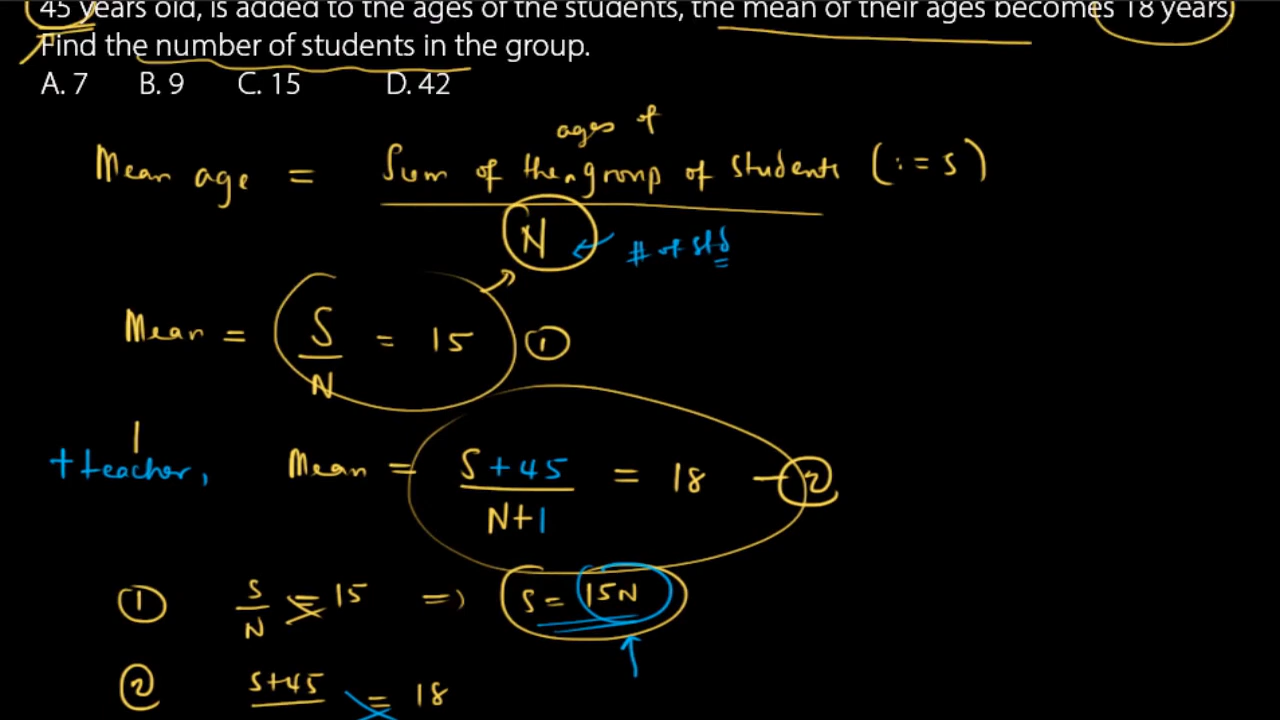 45 years old, is added to the ages of the students, the mean of their ages becomes 18 years.
Find the number of students in the group.
A. 7 B. 9 C. 15 D. 42
ages of
Mean age = Sum of the group of students (:= s)
N # of std
Mean = S/N = 15 ①
+ 1 teacher, Mean = S+45/N+1 = 18 — ②
① S/N = 15 => S = 15N
② S+45 = 18